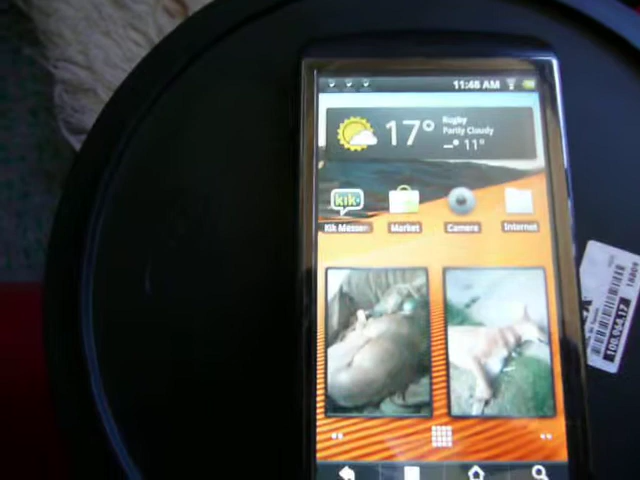 11:46 AM
17°
Rugby
Partly Cloudy
–° 11°
kik
Kik Messen
Market
Camera
Internet